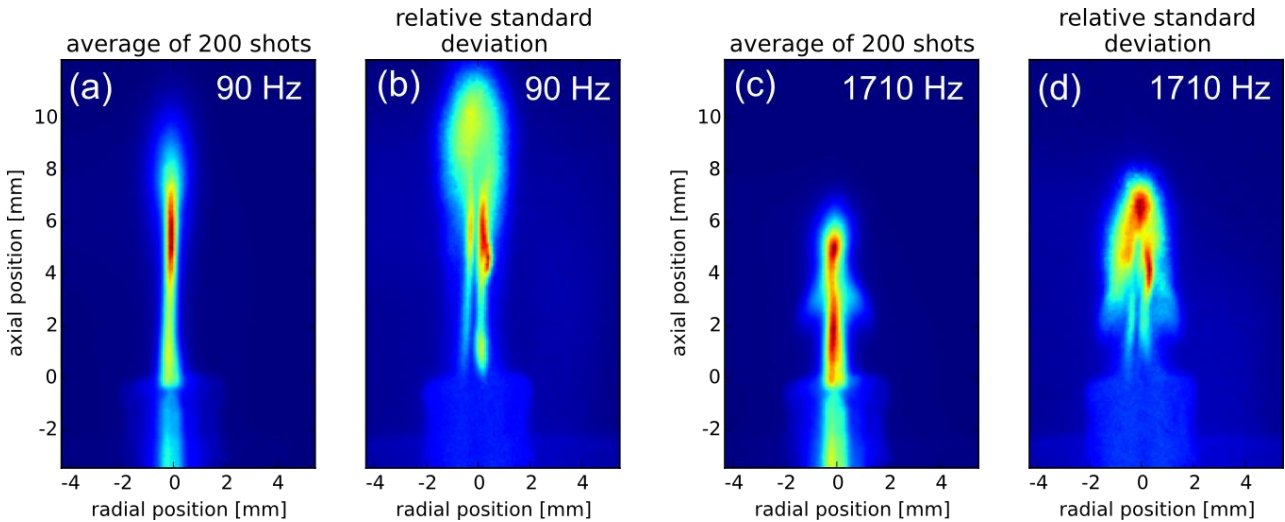 average of 200 shots
relative standard
deviation
average of 200 shots
relative standard
deviation
(a) 90 Hz
(b) 90 Hz
(c) 1710 Hz
(d) 1710 Hz
axial position [mm]
10
8
6
4
2
0
-2
axial position [mm]
10
8
6
4
2
0
-2
-4 -2 0 2 4
-4 -2 0 2 4
-4 -2 0 2 4
-4 -2 0 2 4
radial position [mm]
radial position [mm]
radial position [mm]
radial position [mm]